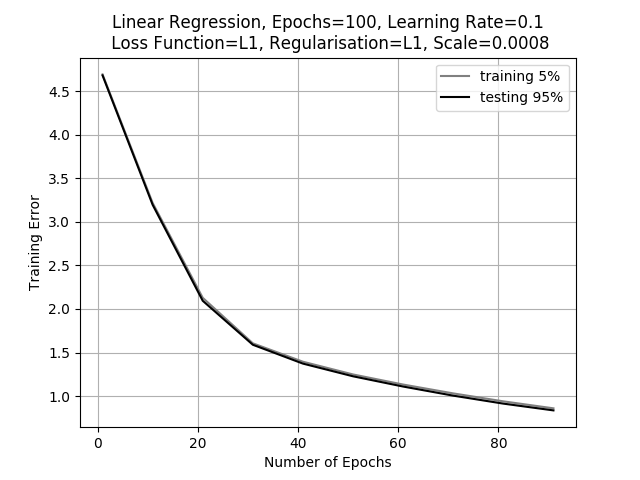 Linear Regression, Epochs=100, Learning Rate=0.1
Loss Function=L1, Regularisation=L1, Scale=0.0008
training 5%
testing 95%
4.5
4.0
3.5
3.0
2.5
2.0
1.5
1.0
Training Error
0 20 40 60 80
Number of Epochs